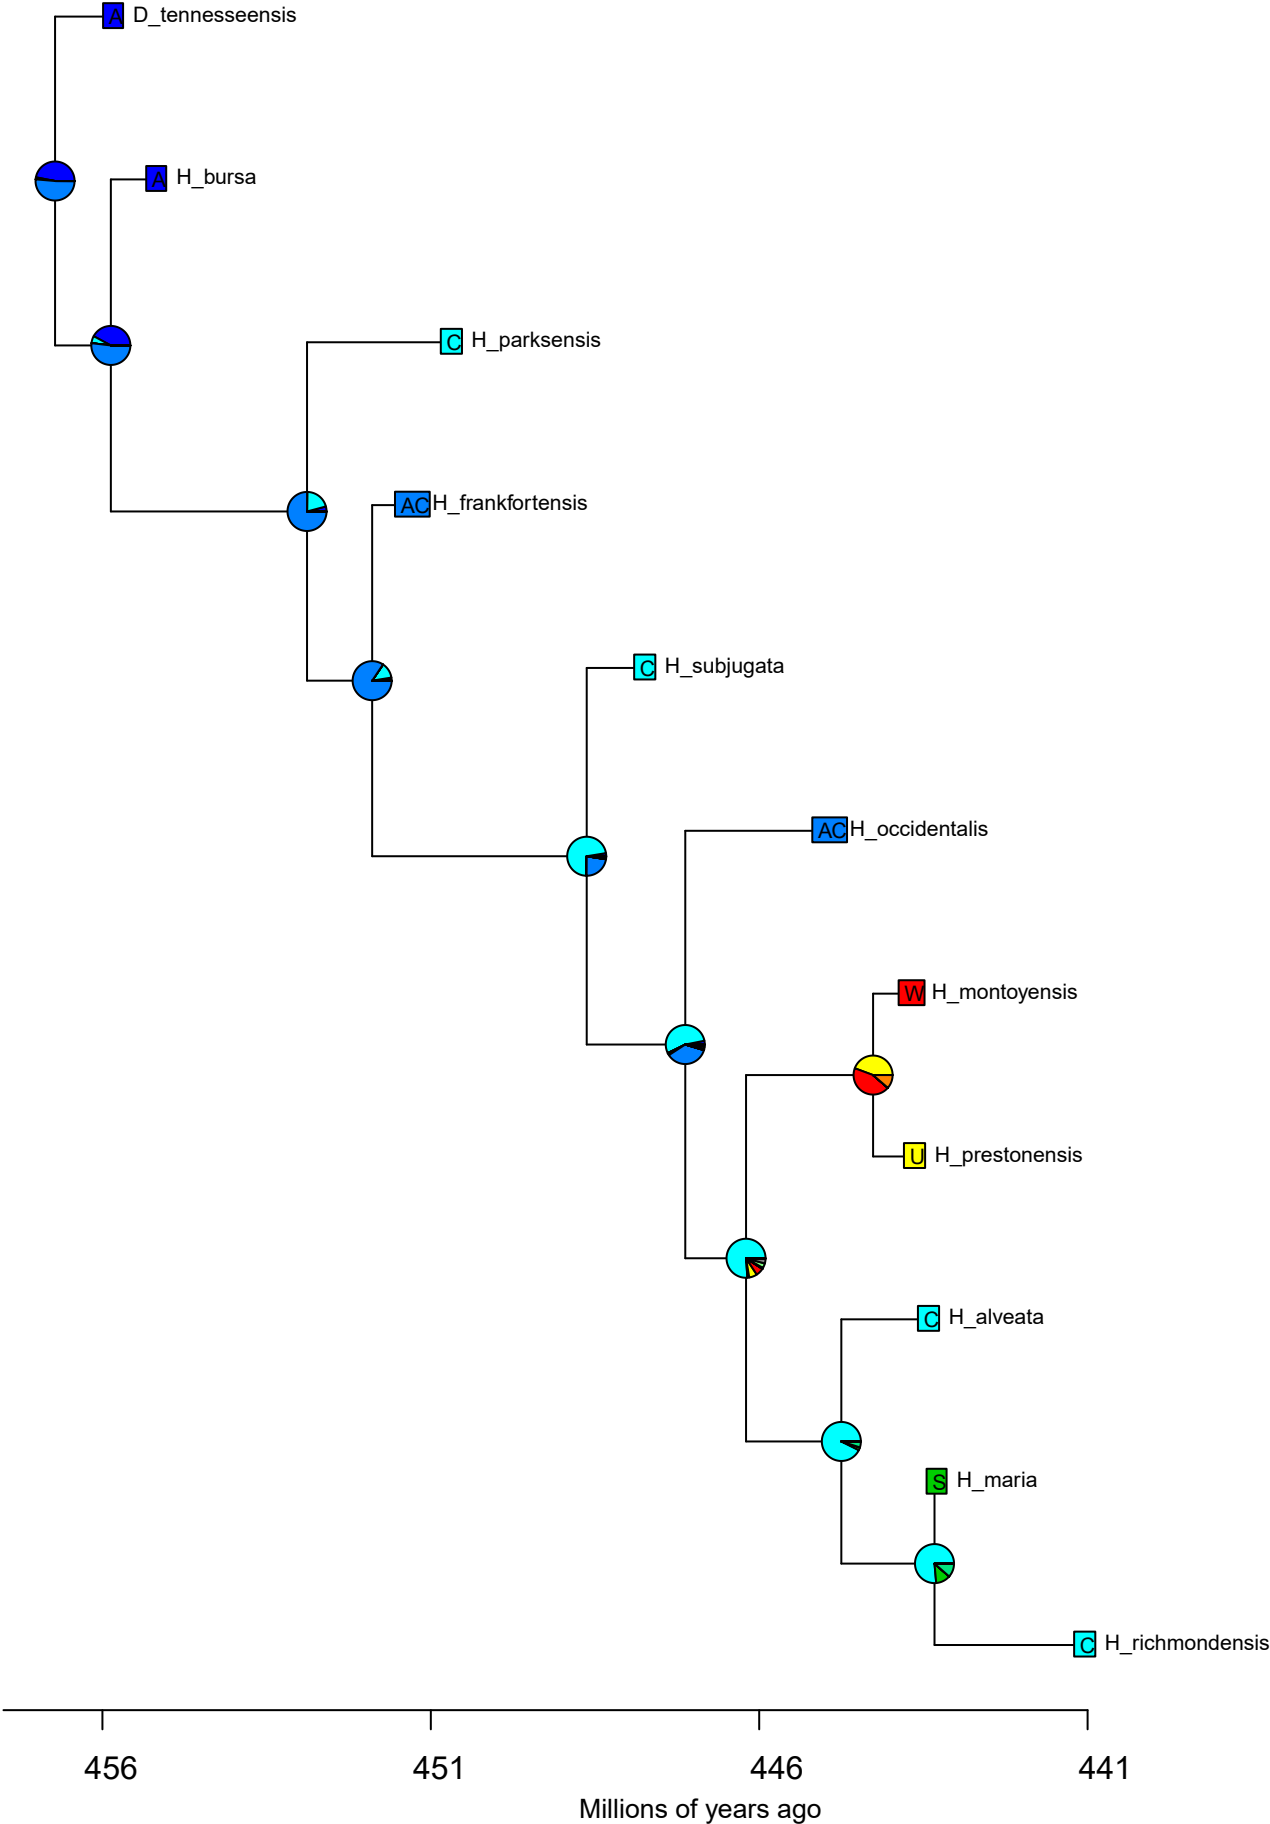 A D_tennesseensis
A H_bursa
C H_parksensis
AC H_frankfortensis
C H_subjugata
AC H_occidentalis
W H_montoyensis
U H_prestonensis
C H_alveata
S H_maria
C H_richmondensis
456 451 446 441
Millions of years ago